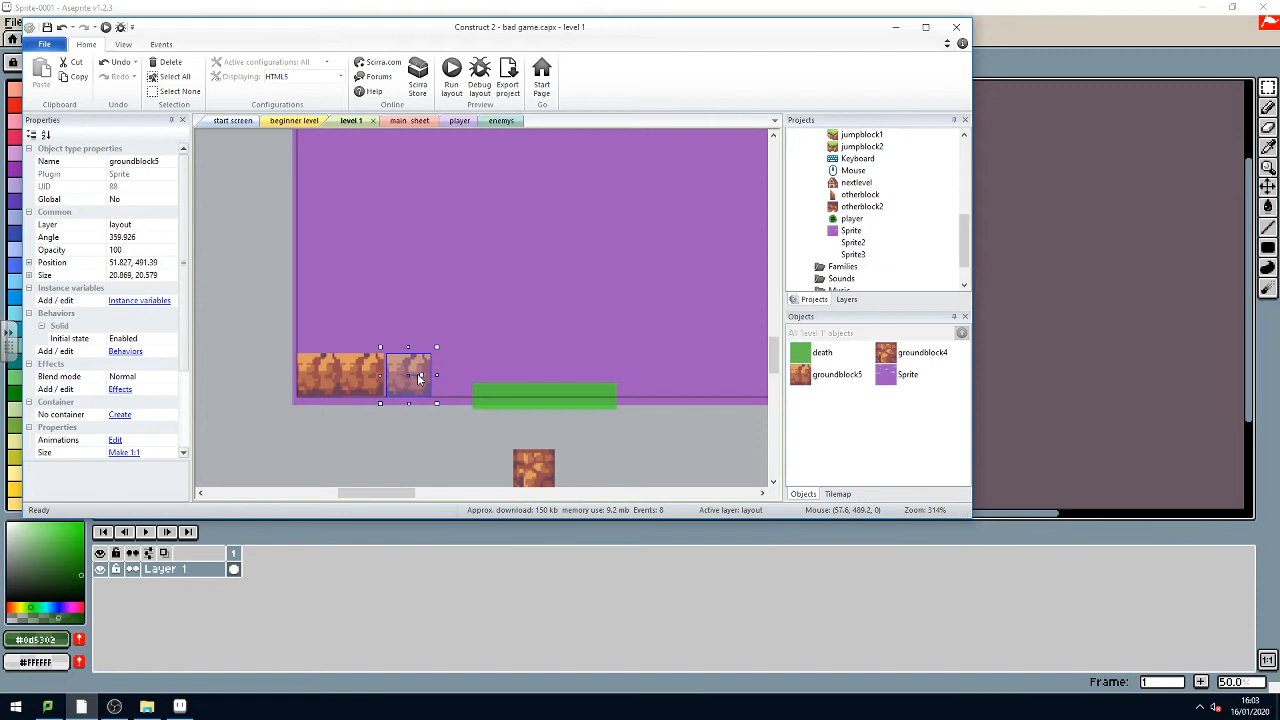 Sprite-0001 - Aseprite v1.2.3
File
Construct 2 - bad game.capx - level 1
File Home View Events
Paste
Cut
Copy
Clipboard
Undo
Redo
Undo
Delete
Select All
Select None
Selection
Active configurations: All
Displaying: HTML5
Configurations
Scirra.com
Forums
Help
Scirra Store
Online
Run layout
Debug layout
Export project
Preview
Start Page
Go
Properties
start screen beginner level level 1 main sheet player enemys
Projects
Object type properties
Name groundblock5
Plugin Sprite
UID 88
Global No
Common
Layer layout
Angle 359.926
Opacity 100
Position 51.827, 491.39
Size 20.869, 20.579
Instance variables
Add / edit Instance variables
Behaviors
Solid
Initial state Enabled
Add / edit Behaviors
Effects
Blend mode Normal
Add / edit Effects
Container
No container Create
Properties
Animations Edit
Size Make 1:1
jumpblock1
jumpblock2
Keyboard
Mouse
nextlevel
otherblock
otherblock2
player
Sprite
Sprite2
Sprite3
Families
Sounds
Projects Layers
Objects
All 'level 1' objects
death groundblock4
groundblock5 Sprite
Objects Tilemap
Ready Approx. download: 150 kb memory use: 9.2 mb Events: 8 Active layer: layout Mouse: (57.6, 489.2, 0) Zoom: 314%
1
Layer 1
#0d5302
#FFFFFF
1:1
Frame: 1 + 50.0%
16:03
16/01/2020